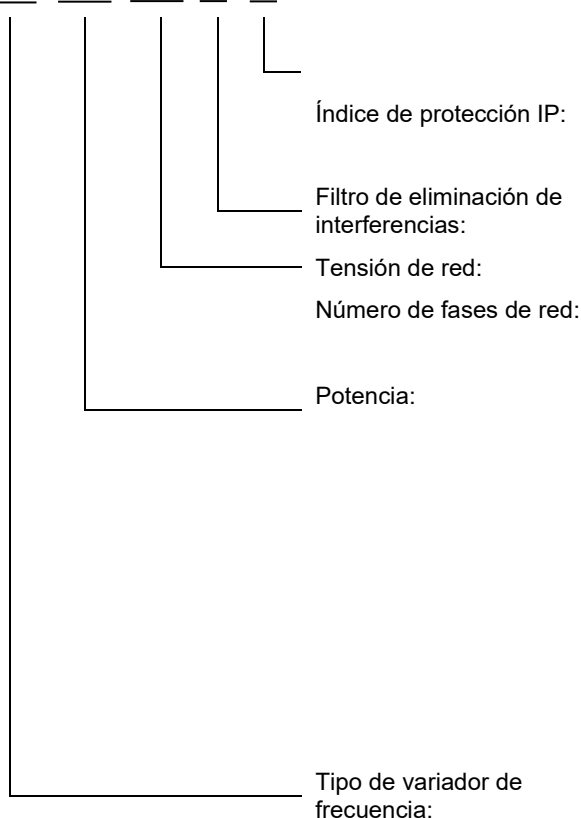 Índice de protección IP:
Filtro de eliminación de
interferencias:
Tensión de red:
Número de fases de red:
Potencia:
Tipo de variador de
frecuencia: